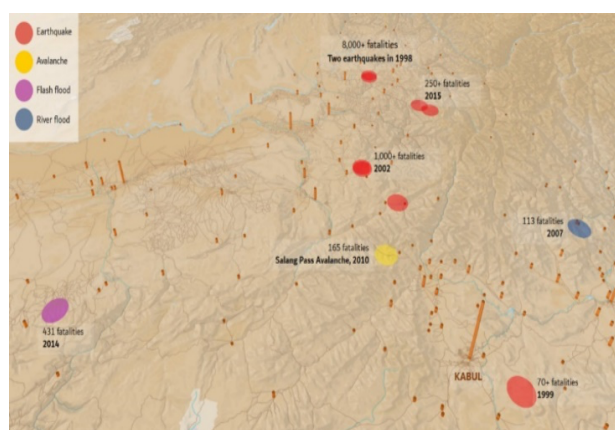 Earthquake
Avalanche
Flash flood
River flood
8,000+ fatalities
Two earthquakes in 1998
250+ fatalities
2015
1,000+ fatalities
2002
113 fatalities
2007
165 fatalities
Salang Pass Avalanche, 2010
431 fatalities
2014
KABUL
70+ fatalities
1999